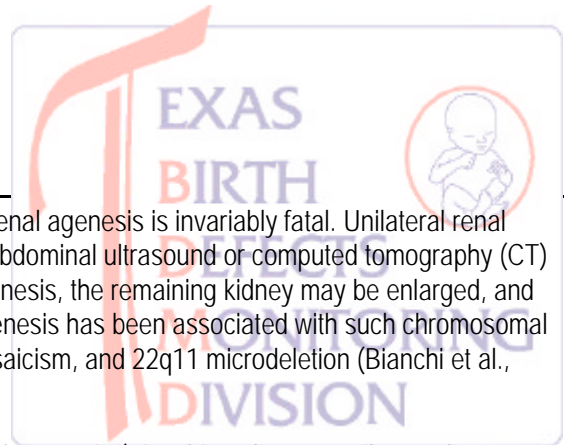 TEXAS
BIRTH
DEFECTS
MONITORING
DIVISION
enal agenesis is invariably fatal. Unilateral renal
bdominal ultrasound or computed tomography (CT)
nesis, the remaining kidney may be enlarged, and
enesis has been associated with such chromosomal
saicism, and 22q11 microdeletion (Bianchi et al.,